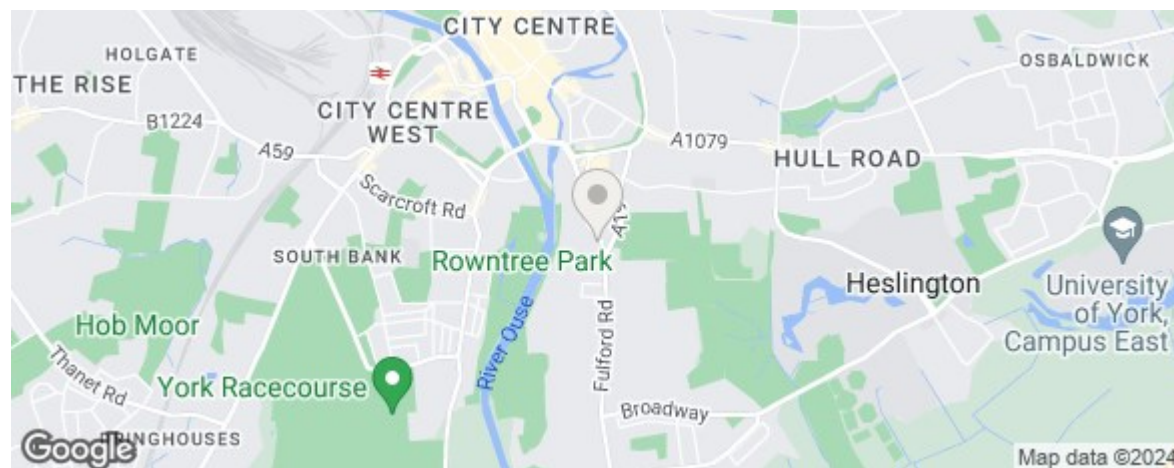 CITY CENTRE
HOLGATE
OSBALDWICK
THE RISE
CITY CENTRE
WEST
B1224
A59
A1079
HULL ROAD
Scarcroft Rd
A19
SOUTH BANK
Rowntree Park
Heslington
University
of York,
Campus East
Hob Moor
River Ouse
Fulford Rd
Thanet Rd
York Racecourse
Broadway
DRINGHOUSES
Google
Map data ©2024